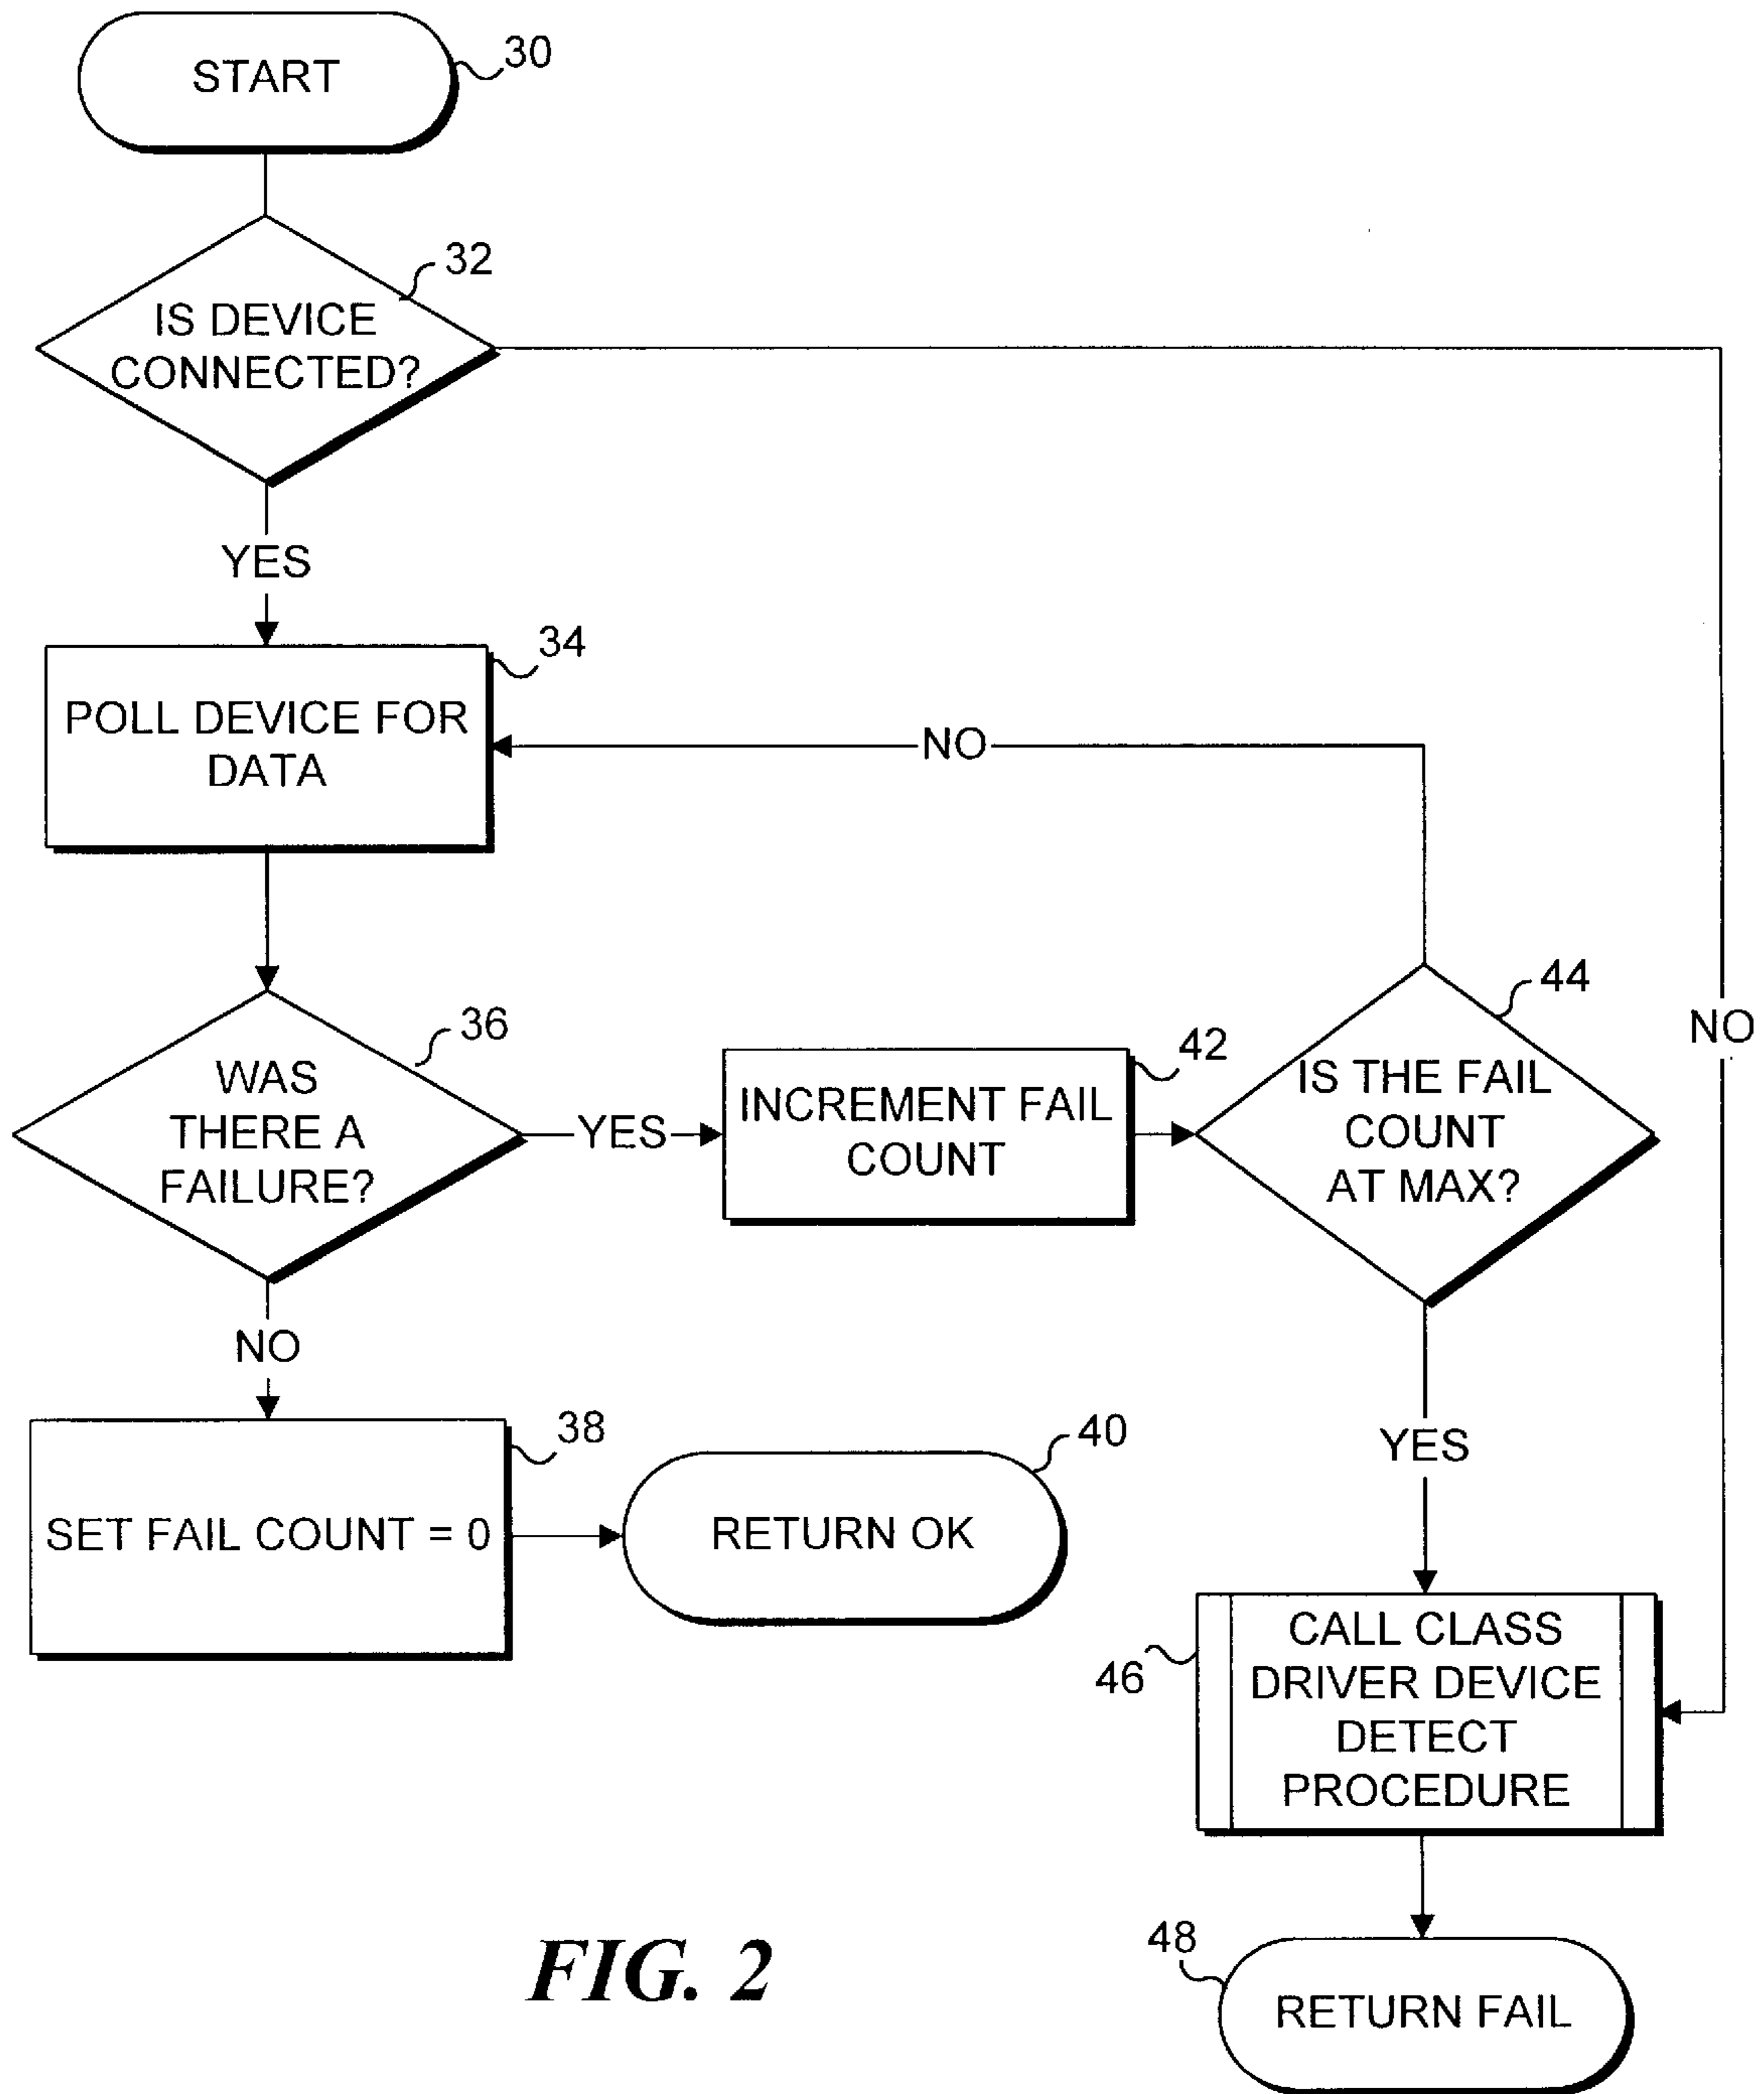 START
30
IS DEVICE
CONNECTED?
32
YES
POLL DEVICE FOR
DATA
34
NO
WAS
THERE A
FAILURE?
36
YES
INCREMENT FAIL
COUNT
42
IS THE FAIL
COUNT
AT MAX?
44
NO
NO
SET FAIL COUNT = 0
38
RETURN OK
40
YES
CALL CLASS
DRIVER DEVICE
DETECT
PROCEDURE
46
RETURN FAIL
48
FIG. 2